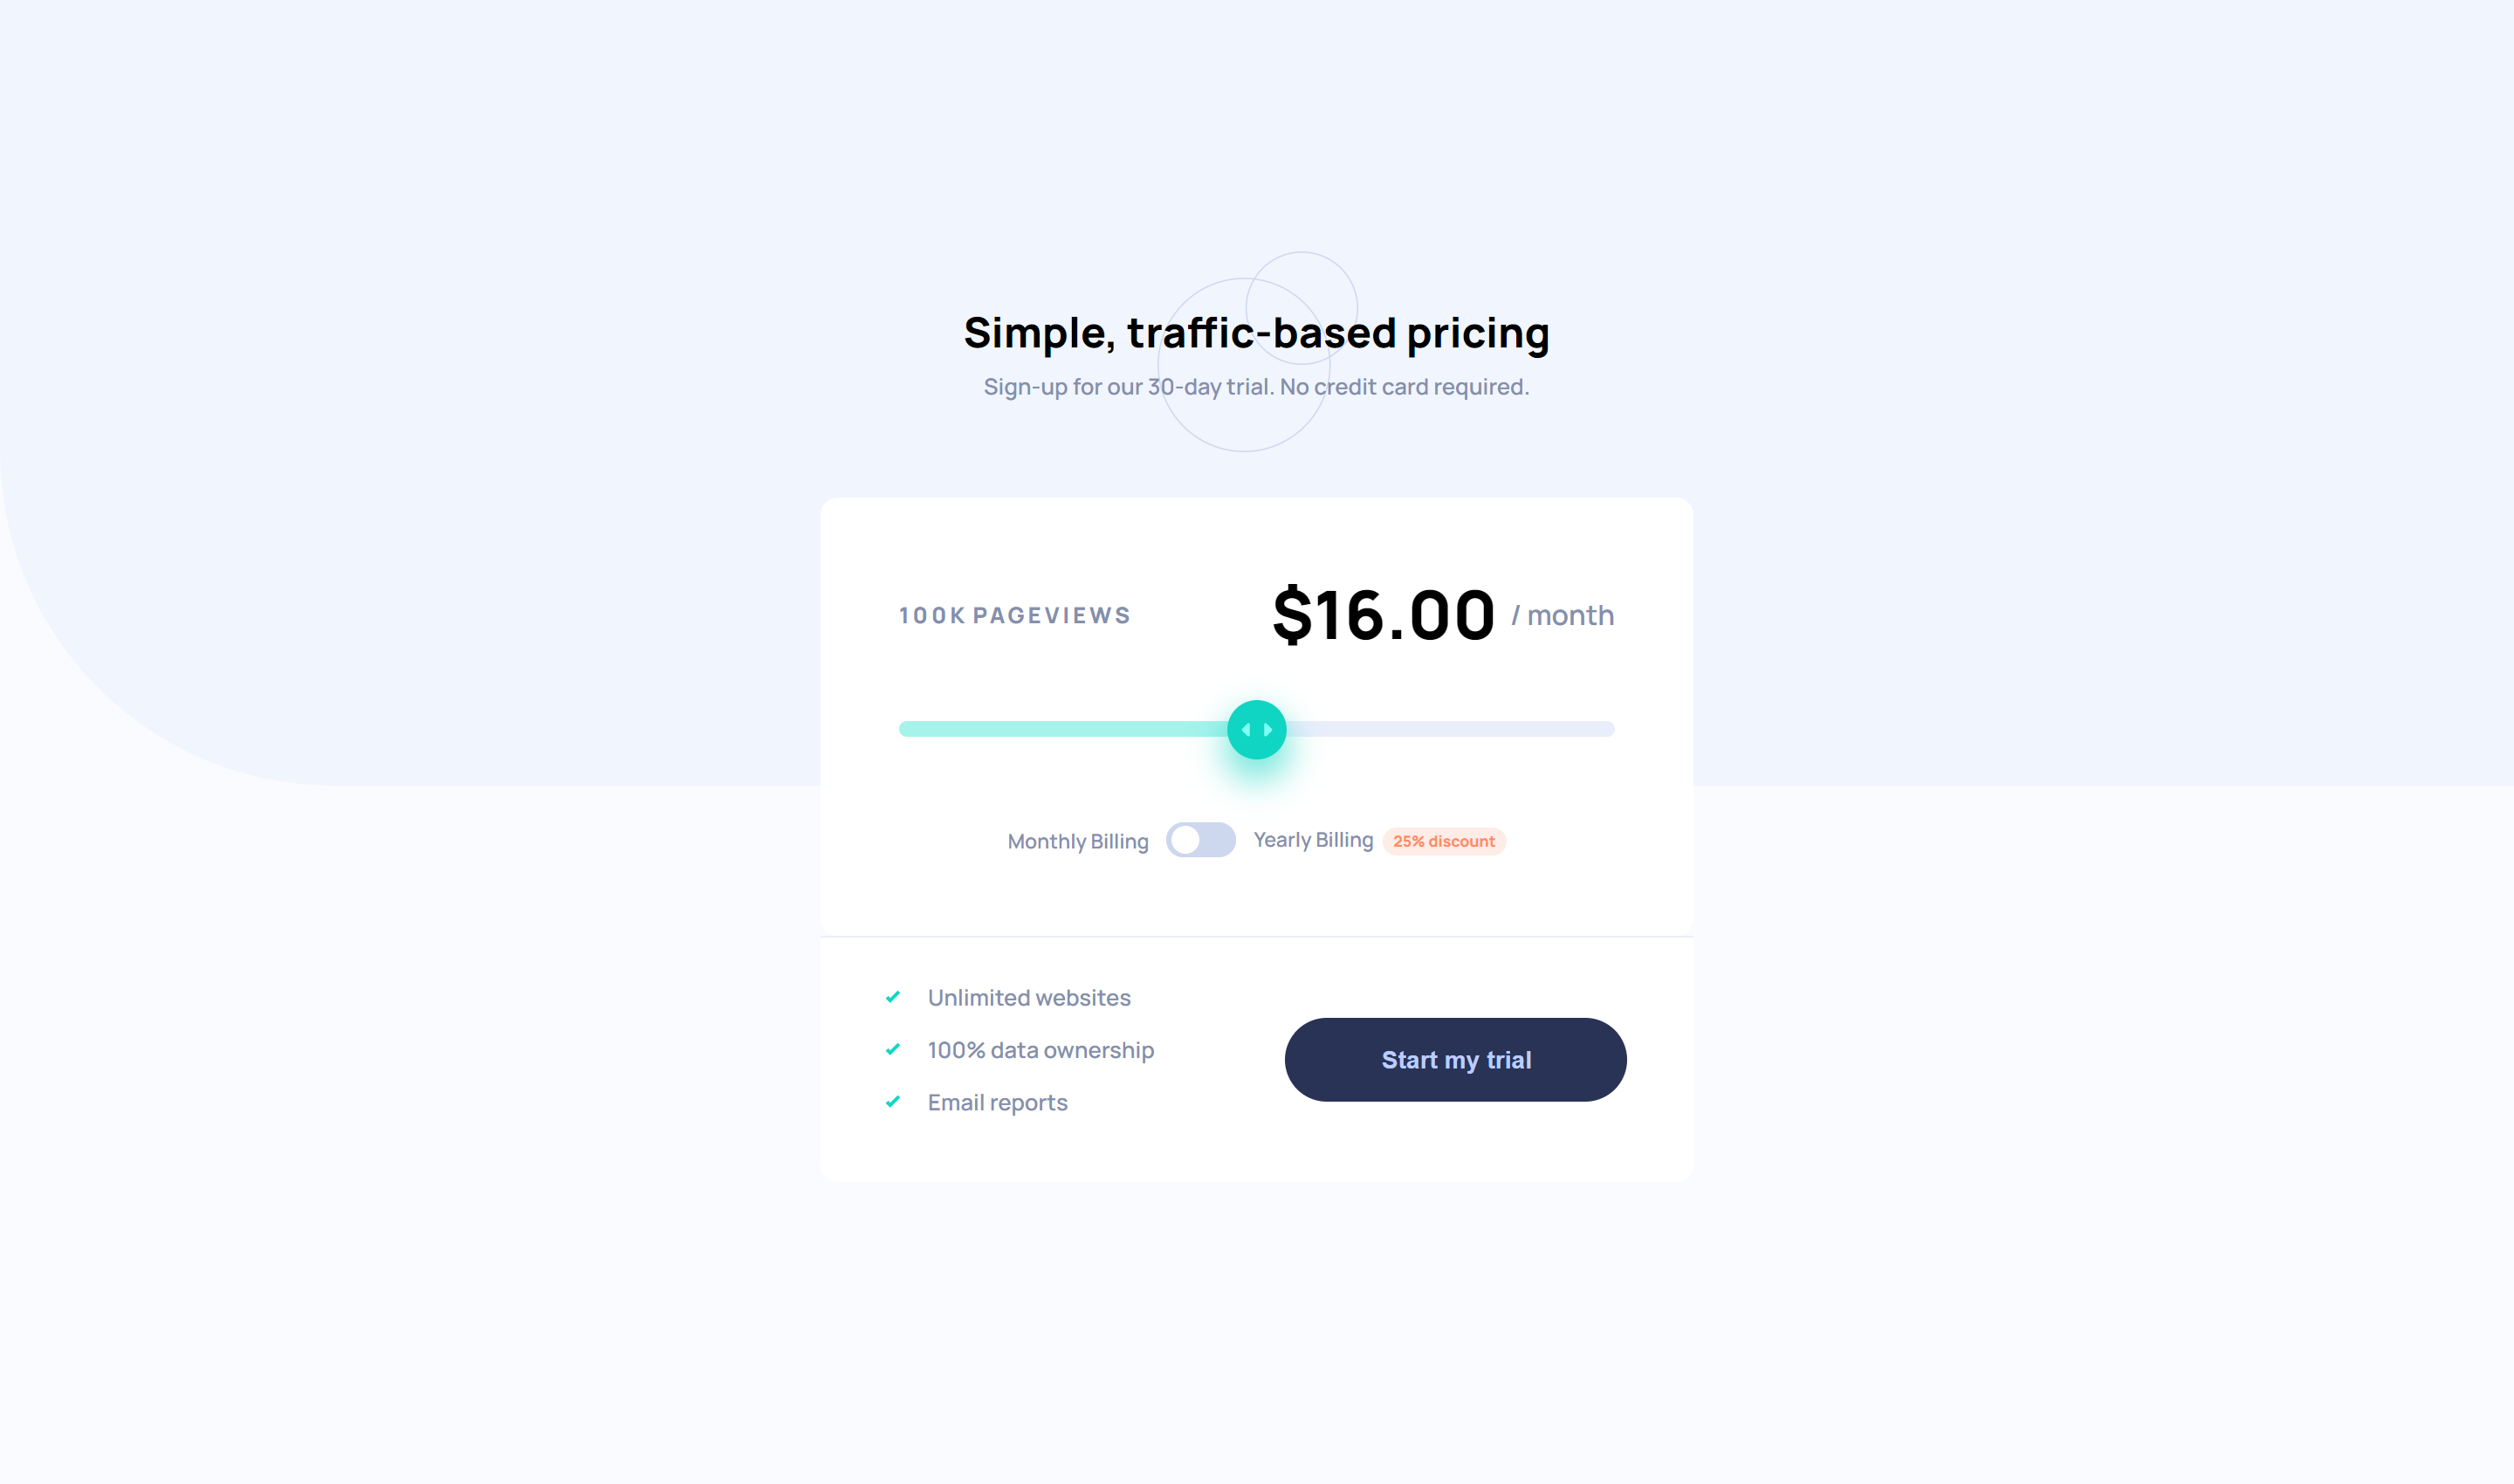 Simple, traffic-based pricing
Sign-up for our 30-day trial. No credit card required.
100K PAGEVIEWS
$16.00 / month
Monthly Billing
Yearly Billing 25% discount
Unlimited websites
100% data ownership
Email reports
Start my trial